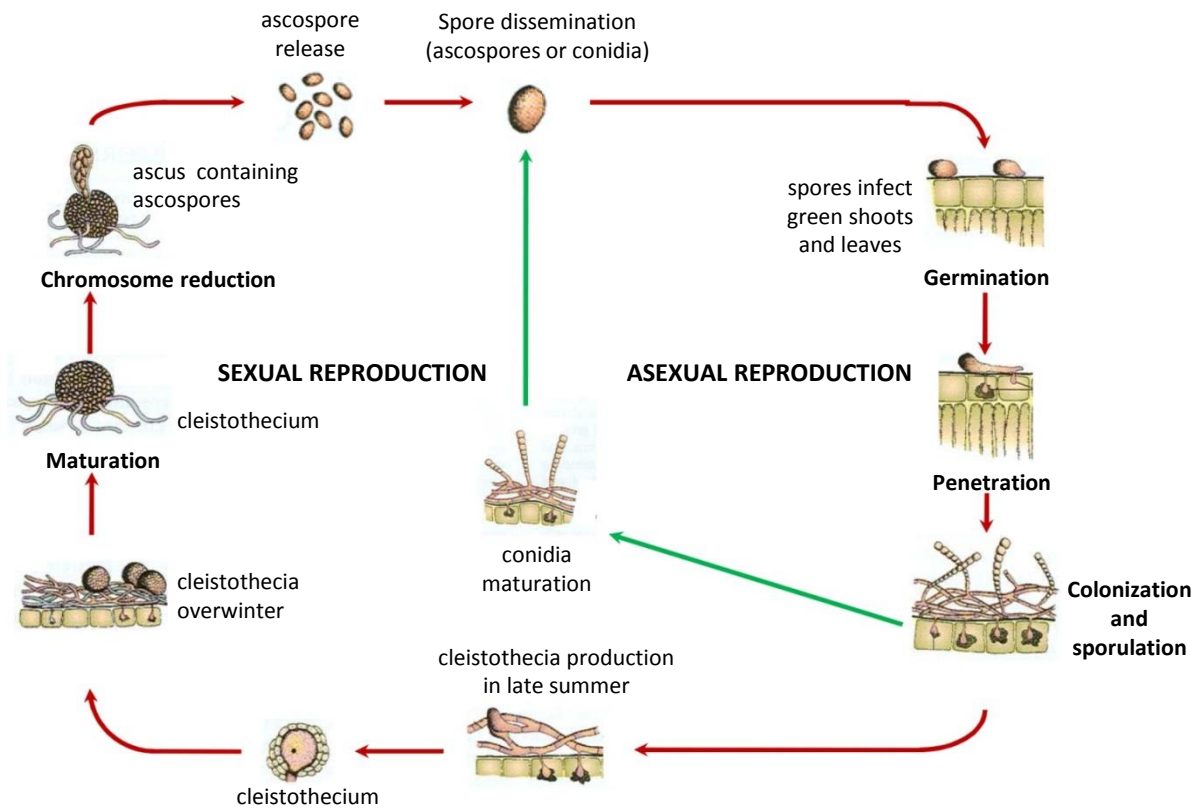 ascospore
release
Spore dissemination
(ascospores or conidia)
ascus containing
ascospores
spores infect
green shoots
and leaves
Chromosome reduction
Germination
SEXUAL REPRODUCTION
ASEXUAL REPRODUCTION
cleistothecium
Maturation
Penetration
conidia
maturation
cleistothecia
overwinter
Colonization
and
sporulation
cleistothecia production
in late summer
cleistothecium